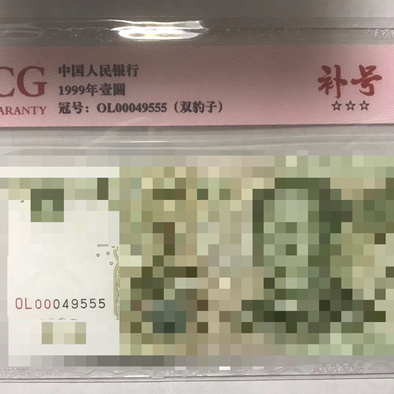 CG
ARANTY
中国人民银行
1999年壹圆
冠号：OL00049555（双豹子）
补号
☆☆☆
OL00049555